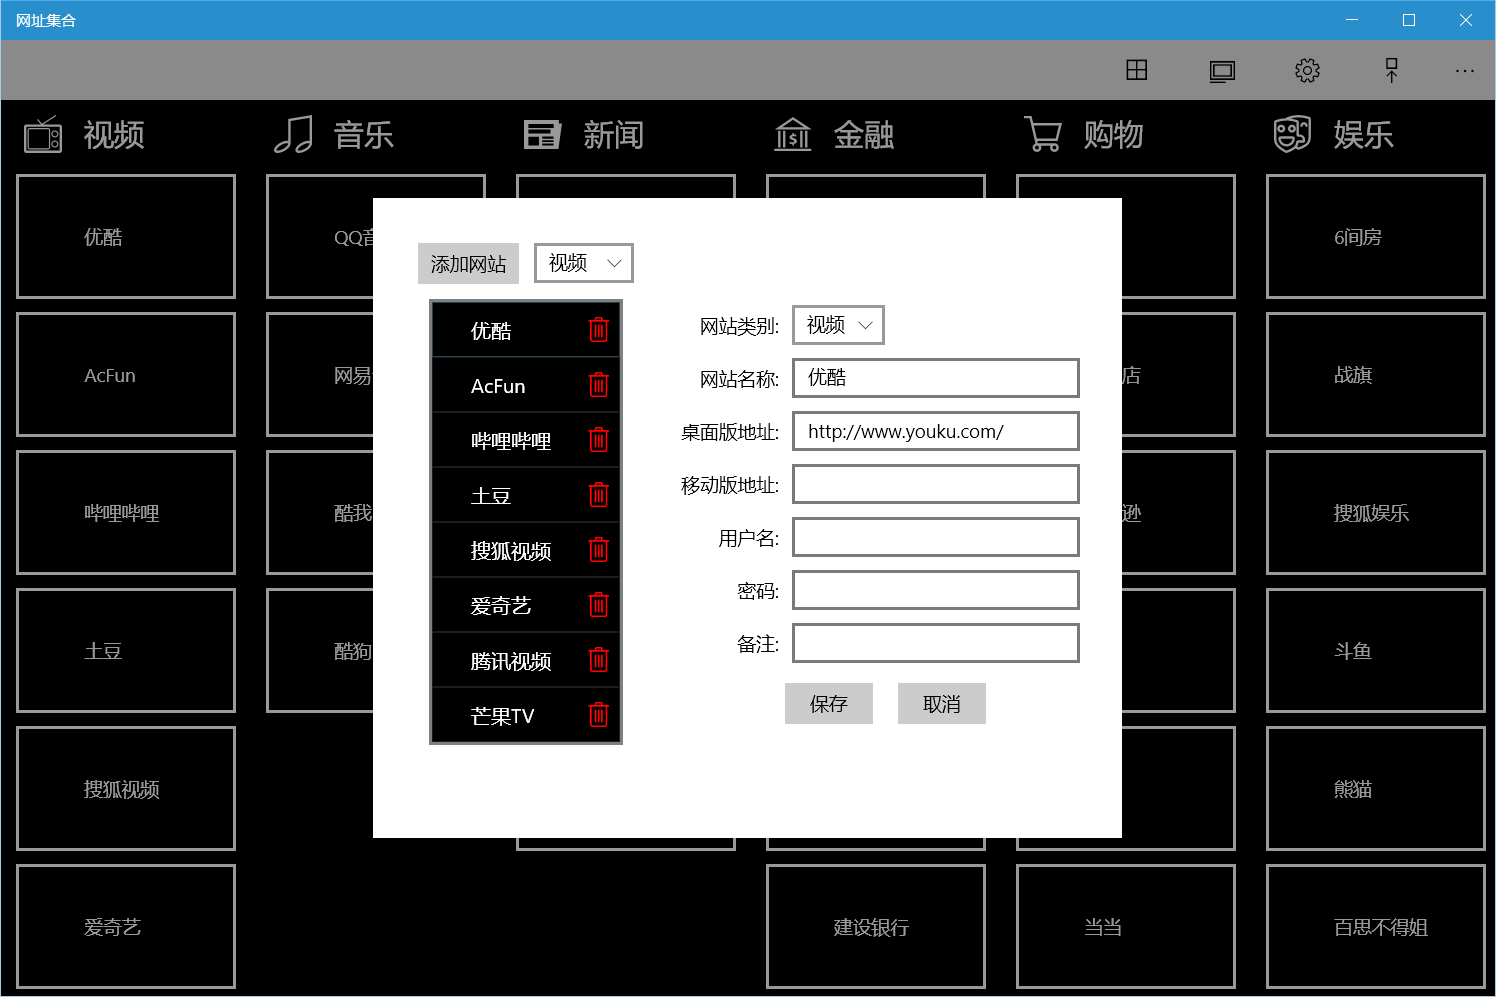 网址集合
视频
音乐
新闻
金融
购物
娱乐
优酷
QQ音
6间房
AcFun
网易
店
战旗
哔哩哔哩
酷我
逊
搜狐娱乐
土豆
酷狗
斗鱼
搜狐视频
熊猫
爱奇艺
建设银行
当当
百思不得姐
添加网站
视频
优酷
AcFun
哔哩哔哩
土豆
搜狐视频
爱奇艺
腾讯视频
芒果TV
网站类别: 视频
网站名称: 优酷
桌面版地址: http://www.youku.com/
移动版地址:
用户名:
密码:
备注:
保存
取消